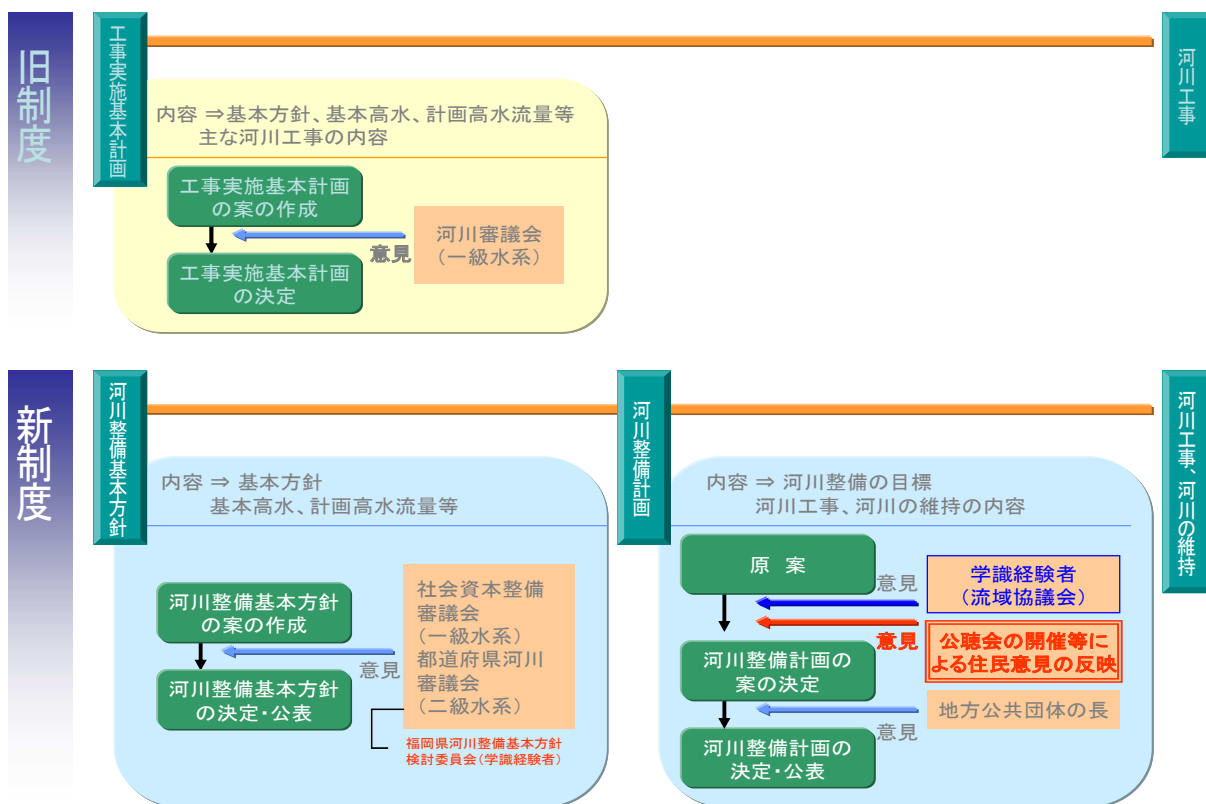 旧制度
工事実施基本計画
河川工事
内容 ⇒基本方針、基本高水、計画高水流量等
主な河川工事の内容
工事実施基本計画
の案の作成
意見
河川審議会
(一級水系)
工事実施基本計画
の決定
新制度
河川整備基本方針
内容 ⇒ 基本方針
基本高水、計画高水流量等
河川整備基本方針
の案の作成
意見
社会資本整備
審議会
(一級水系)
都道府県河川
審議会
(二級水系)
河川整備基本方針
の決定・公表
福岡県河川整備基本方針
検討委員会(学識経験者)
河川整備計画
内容 ⇒ 河川整備の目標
河川工事、河川の維持の内容
原 案
意見
学識経験者
(流域協議会)
意見
公聴会の開催等に
よる住民意見の反映
河川整備計画の
案の決定
意見
地方公共団体の長
河川整備計画の
決定・公表
河川工事、河川の維持